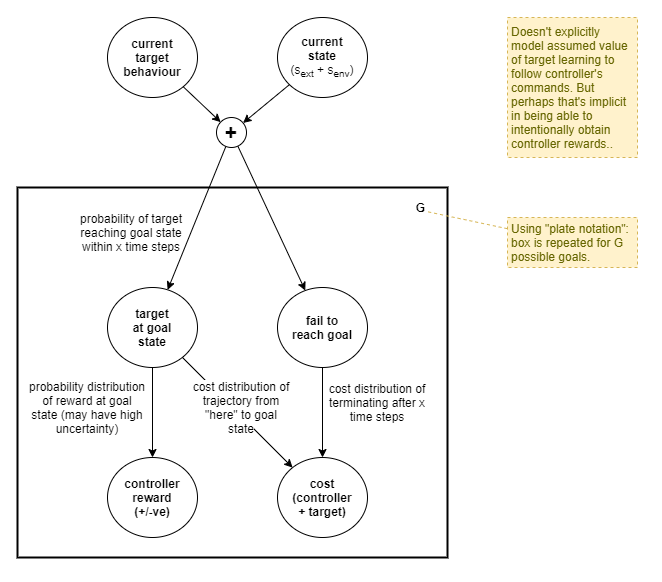 current
target
behaviour
current
state
(s_ext + s_env)
+
Doesn't explicitly
model assumed value
of target learning to
follow controller's
commands. But
perhaps that's implicit
in being able to
intentionally obtain
controller rewards..
G
Using "plate notation":
box is repeated for G
possible goals.
probability of target
reaching goal state
within x time steps
target
at goal
state
fail to
reach goal
probability distribution
of reward at goal
state (may have high
uncertainty)
cost distribution of
trajectory from
"here" to goal
state
cost distribution of
terminating after x
time steps
controller
reward
(+/-ve)
cost
(controller
+ target)